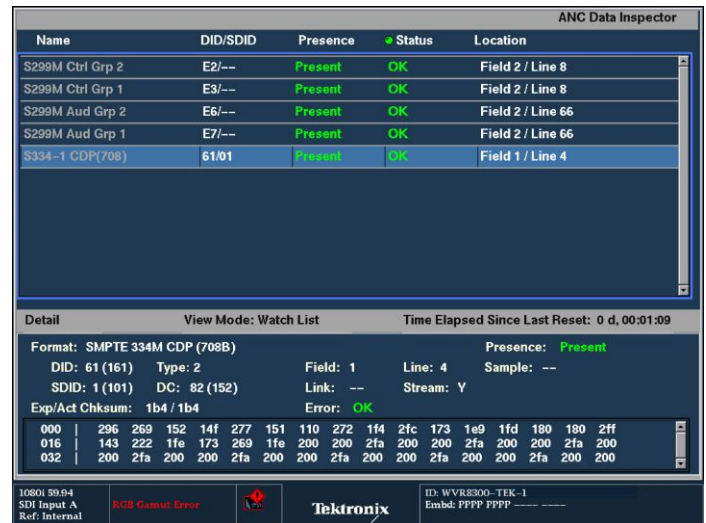 ANC Data Inspector
Name DID/SDID Presence Status Location
S299M Ctrl Grp 2 E2/-- Present OK Field 2 / Line 8
S299M Ctrl Grp 1 E3/-- Present OK Field 2 / Line 8
S299M Aud Grp 2 E6/-- Present OK Field 2 / Line 66
S299M Aud Grp 1 E7/-- Present OK Field 2 / Line 66
S334-1 CDP(708) 61/01 Present OK Field 1 / Line 4
Detail View Mode: Watch List Time Elapsed Since Last Reset: 0 d, 00:01:09
Format: SMPTE 334M CDP (708B) Presence: Present
DID: 61 (161) Type: 2 Field: 1 Line: 4 Sample: --
SDID: 1 (101) DC: 82 (152) Link: -- Stream: Y
Exp/Act Chksum: 1b4 / 1b4 Error: OK
000 | 296 269 152 14f 277 151 110 272 1f4 2fc 173 1e9 1fd 180 180 2ff
016 | 143 222 1fe 173 269 1fe 200 200 2fa 200 200 2fa 200 200 2fa 200
032 | 200 2fa 200 200 2fa 200 200 2fa 200 200 2fa 200 200 2fa 200 200
1080i 59.94
SDI Input A
Ref: Internal
RGB Gamut Error
Tektronix
ID: WVR8300-TEK-1
Embd: PPPP PPPP ---- ----